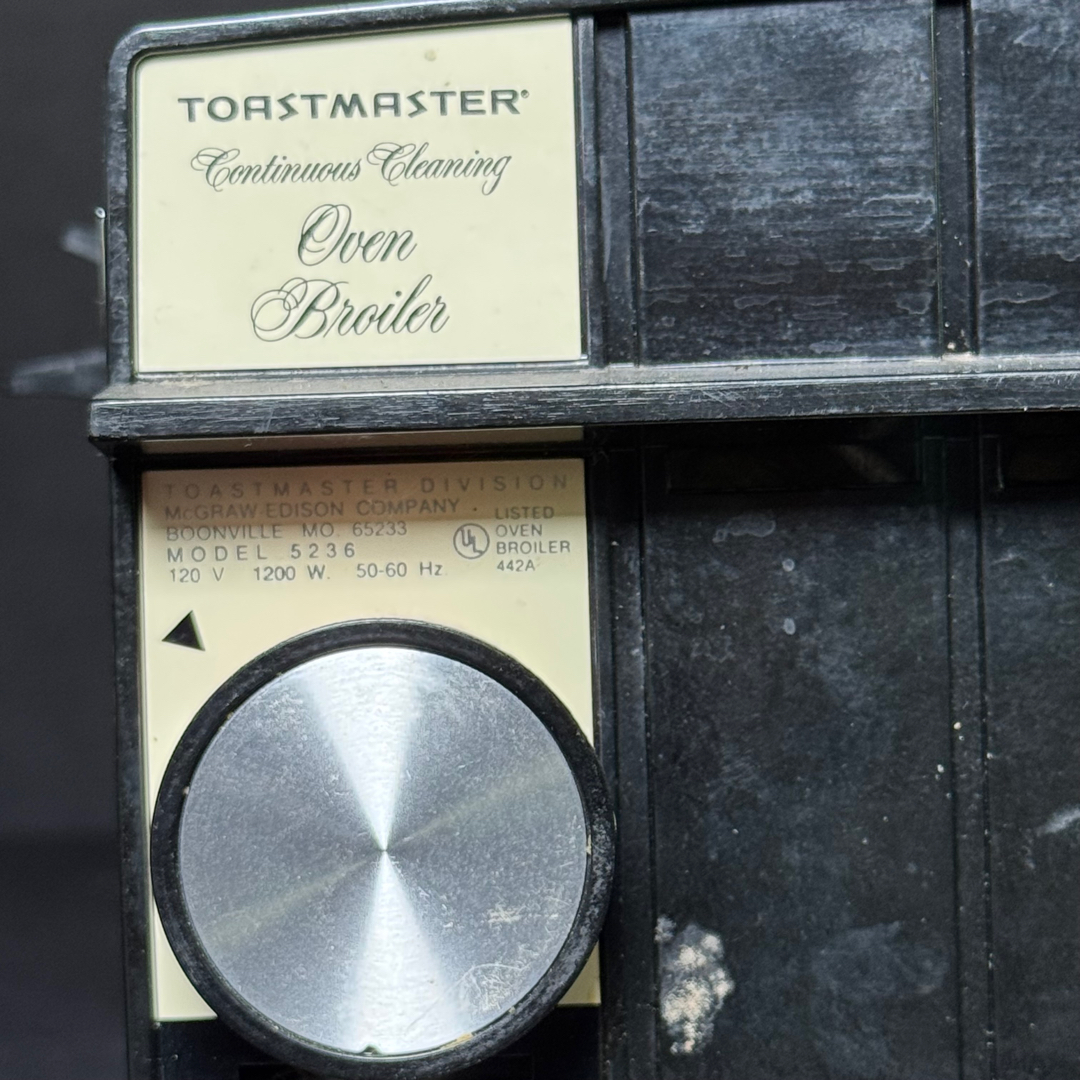 TOASTMASTER®
Continuous Cleaning
Oven
Broiler
TOASTMASTER DIVISION
McGRAW-EDISON COMPANY
BOONVILLE MO. 65233
MODEL 5236
120 V 1200 W. 50-60 Hz.
UL
LISTED
OVEN
BROILER
442A